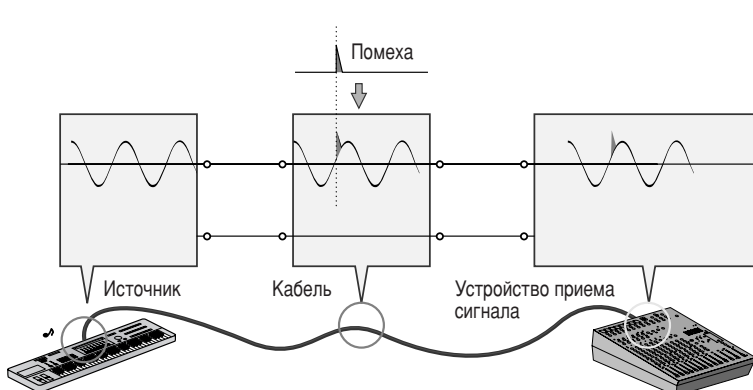 Помеха
Источник
Кабель
Устройство приема
сигнала